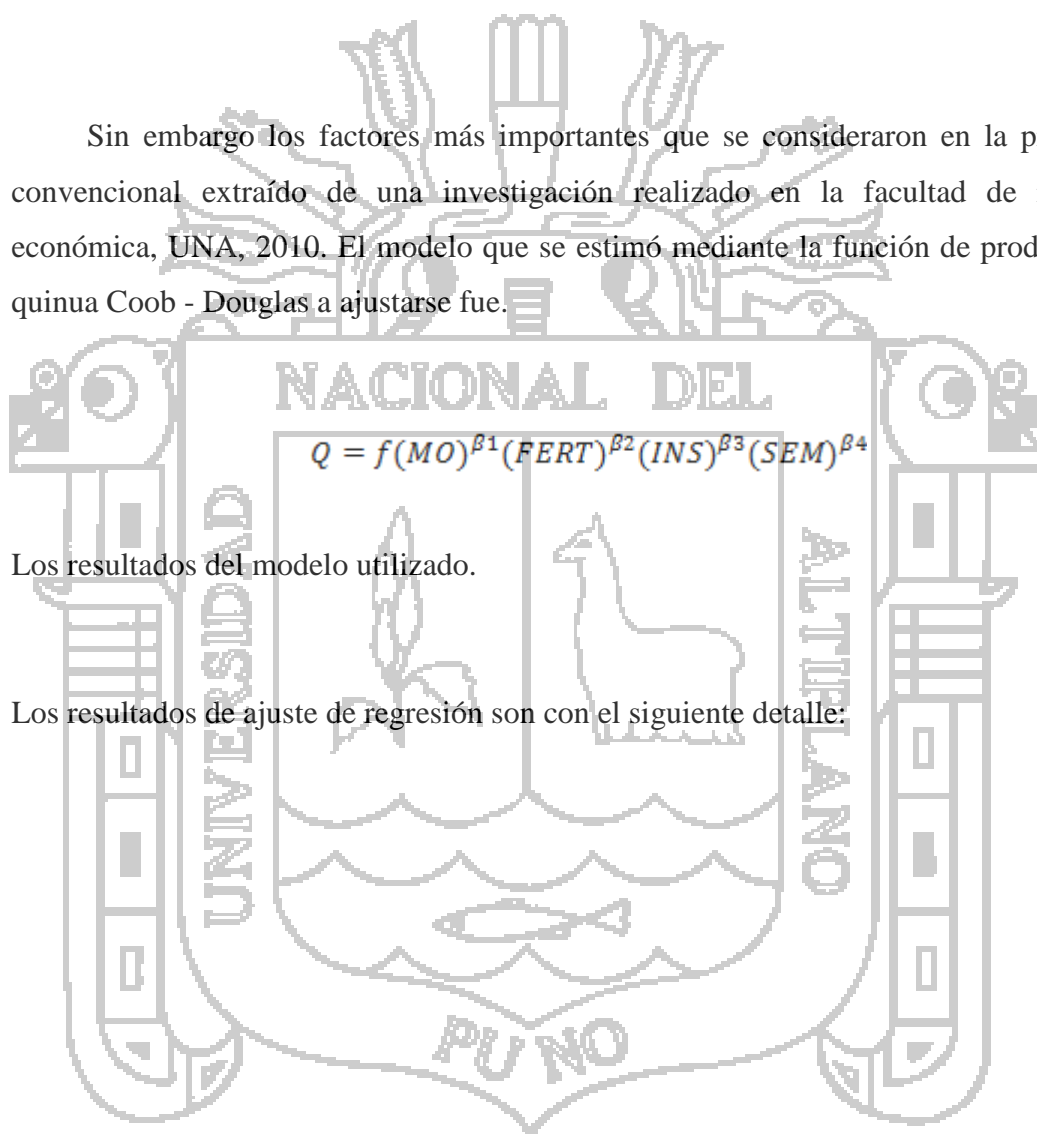 Sin embargo los factores más importantes que se consideraron en la p
convencional extraído de una investigación realizado en la facultad de
económica, UNA, 2010. El modelo que se estimó mediante la función de prod
quinua Coob - Douglas a ajustarse fue.
NACIONAL DEL
Q = f(MO)^{β1}(FERT)^{β2}(INS)^{β3}(SEM)^{β4}
UNIVERSIDAD
ALTIPLANO
Los resultados del modelo utilizado.
Los resultados de ajuste de regresión son con el siguiente detalle:
PUNO